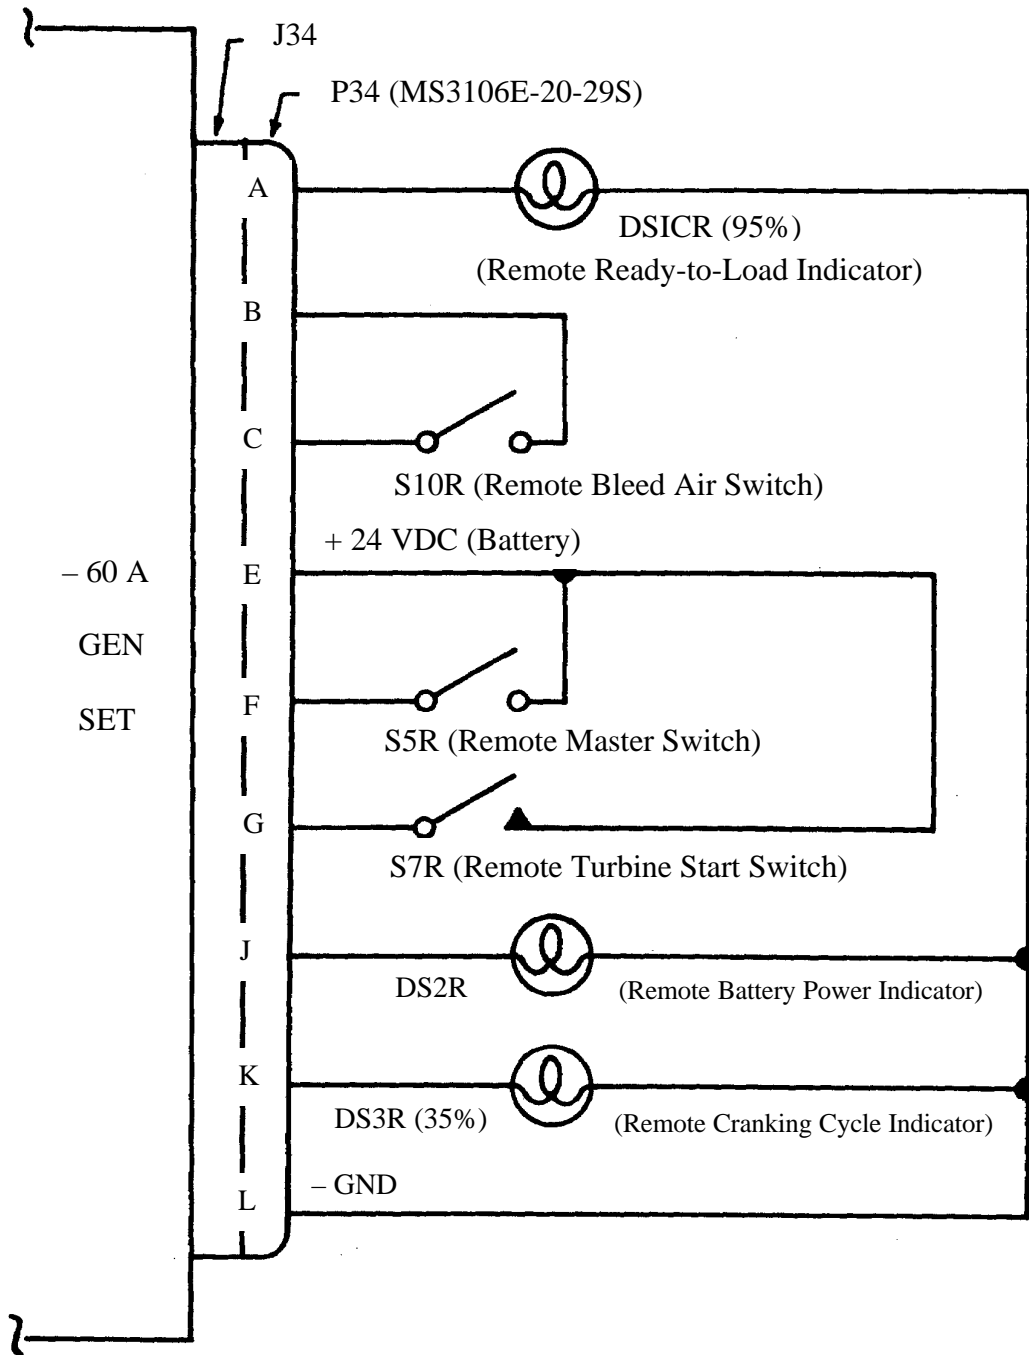 J34
P34 (MS3106E-20-29S)
A
DSICR (95%)
(Remote Ready-to-Load Indicator)
B
C
S10R (Remote Bleed Air Switch)
+ 24 VDC (Battery)
– 60 A
E
GEN
F
SET
S5R (Remote Master Switch)
G
S7R (Remote Turbine Start Switch)
J
DS2R
(Remote Battery Power Indicator)
K
DS3R (35%)
(Remote Cranking Cycle Indicator)
– GND
L